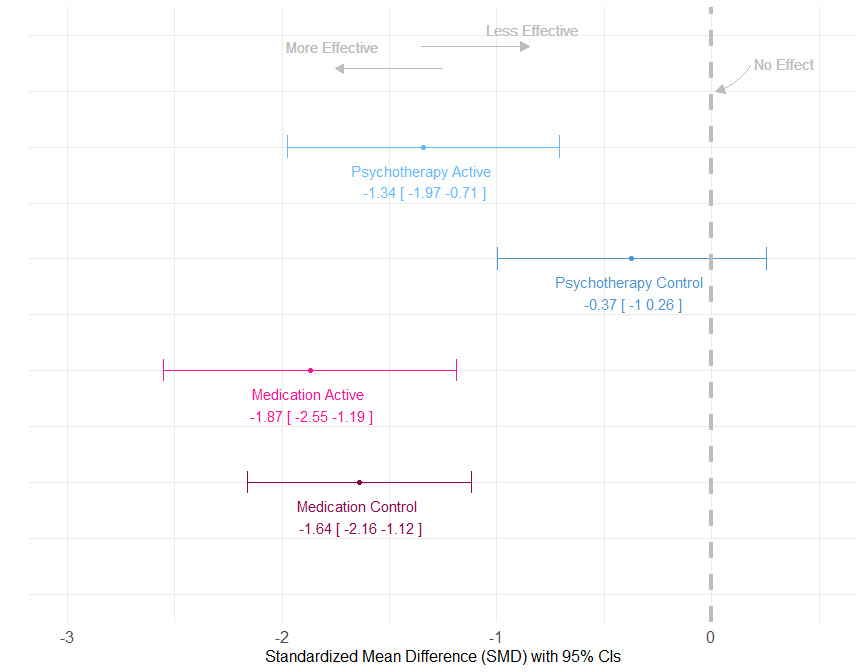 Less Effective
More Effective
No Effect
Psychotherapy Active
-1.34 [ -1.97 -0.71 ]
Psychotherapy Control
-0.37 [ -1 0.26 ]
Medication Active
-1.87 [ -2.55 -1.19 ]
Medication Control
-1.64 [ -2.16 -1.12 ]
-3 -2 -1 0
Standardized Mean Difference (SMD) with 95% CIs